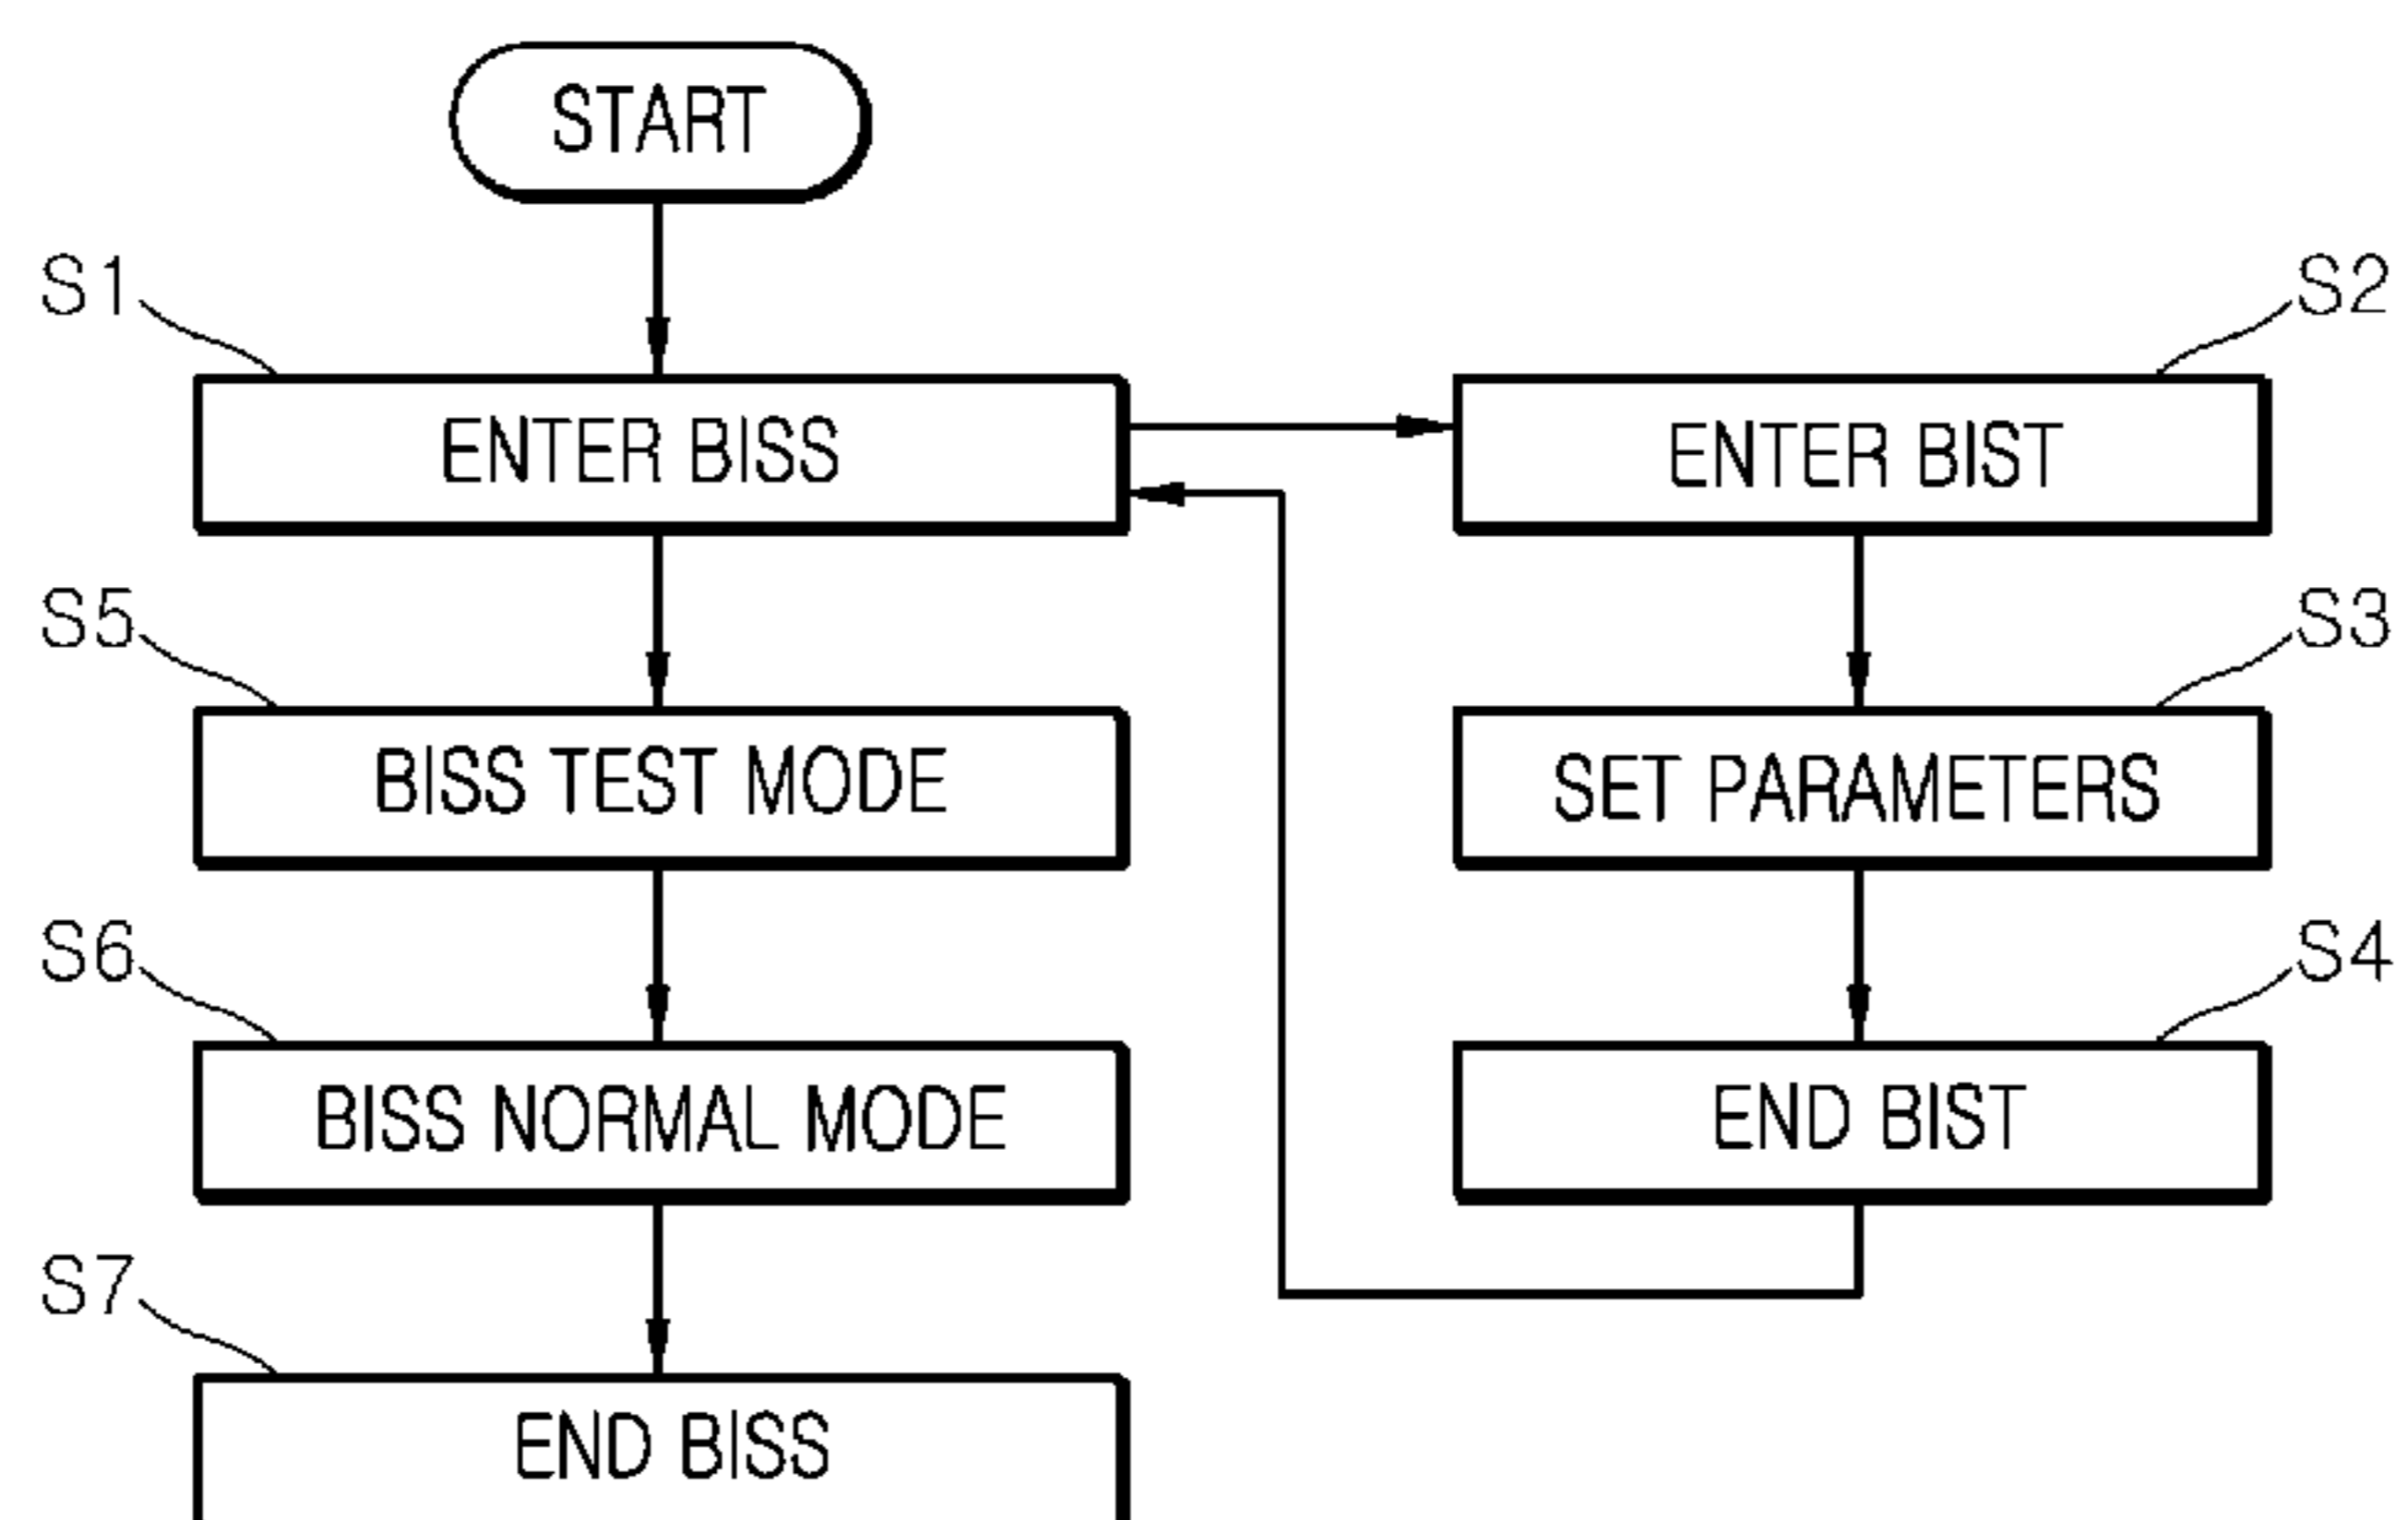 START
S1
ENTER BISS
S2
ENTER BIST
S5
BISS TEST MODE
S3
SET PARAMETERS
S6
BISS NORMAL MODE
S4
END BIST
S7
END BISS